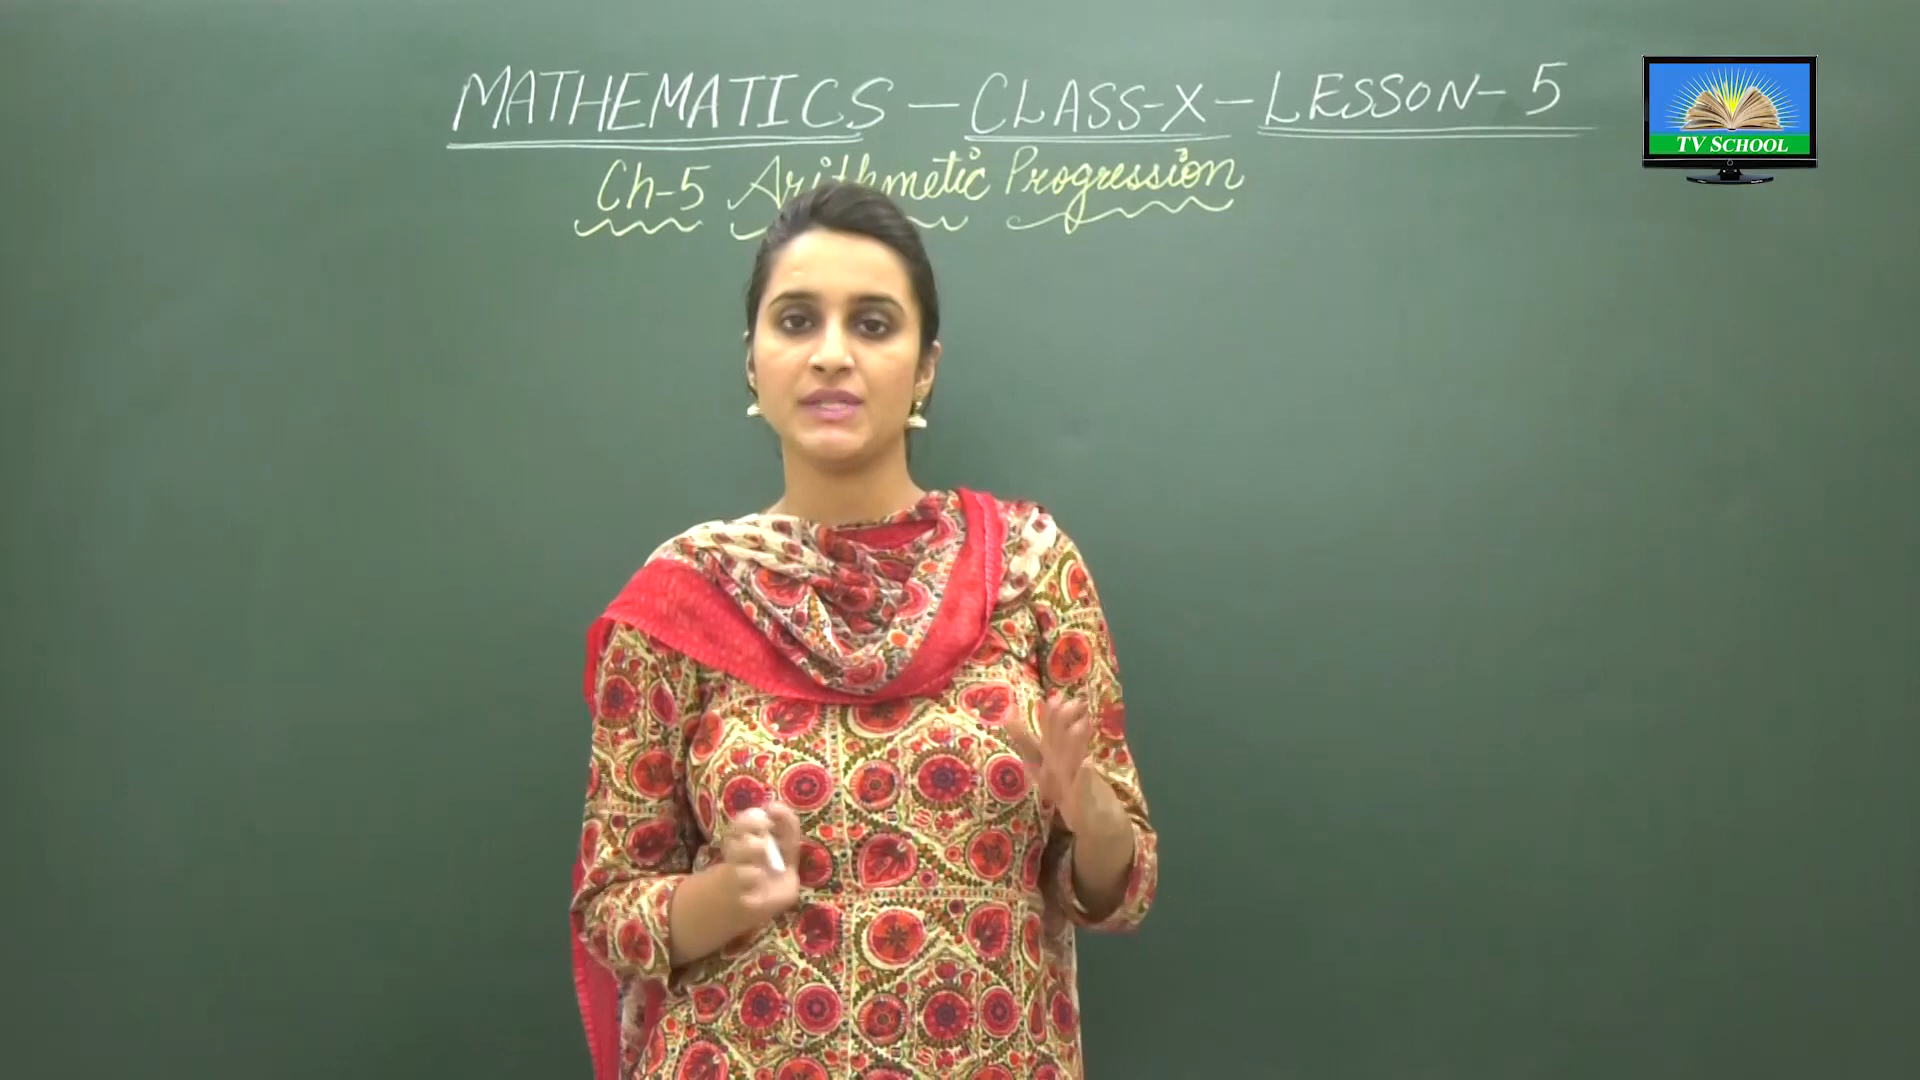 MATHEMATICS - CLASS-X - LESSON- 5
Ch-5 Arithmetic Progression
TV SCHOOL